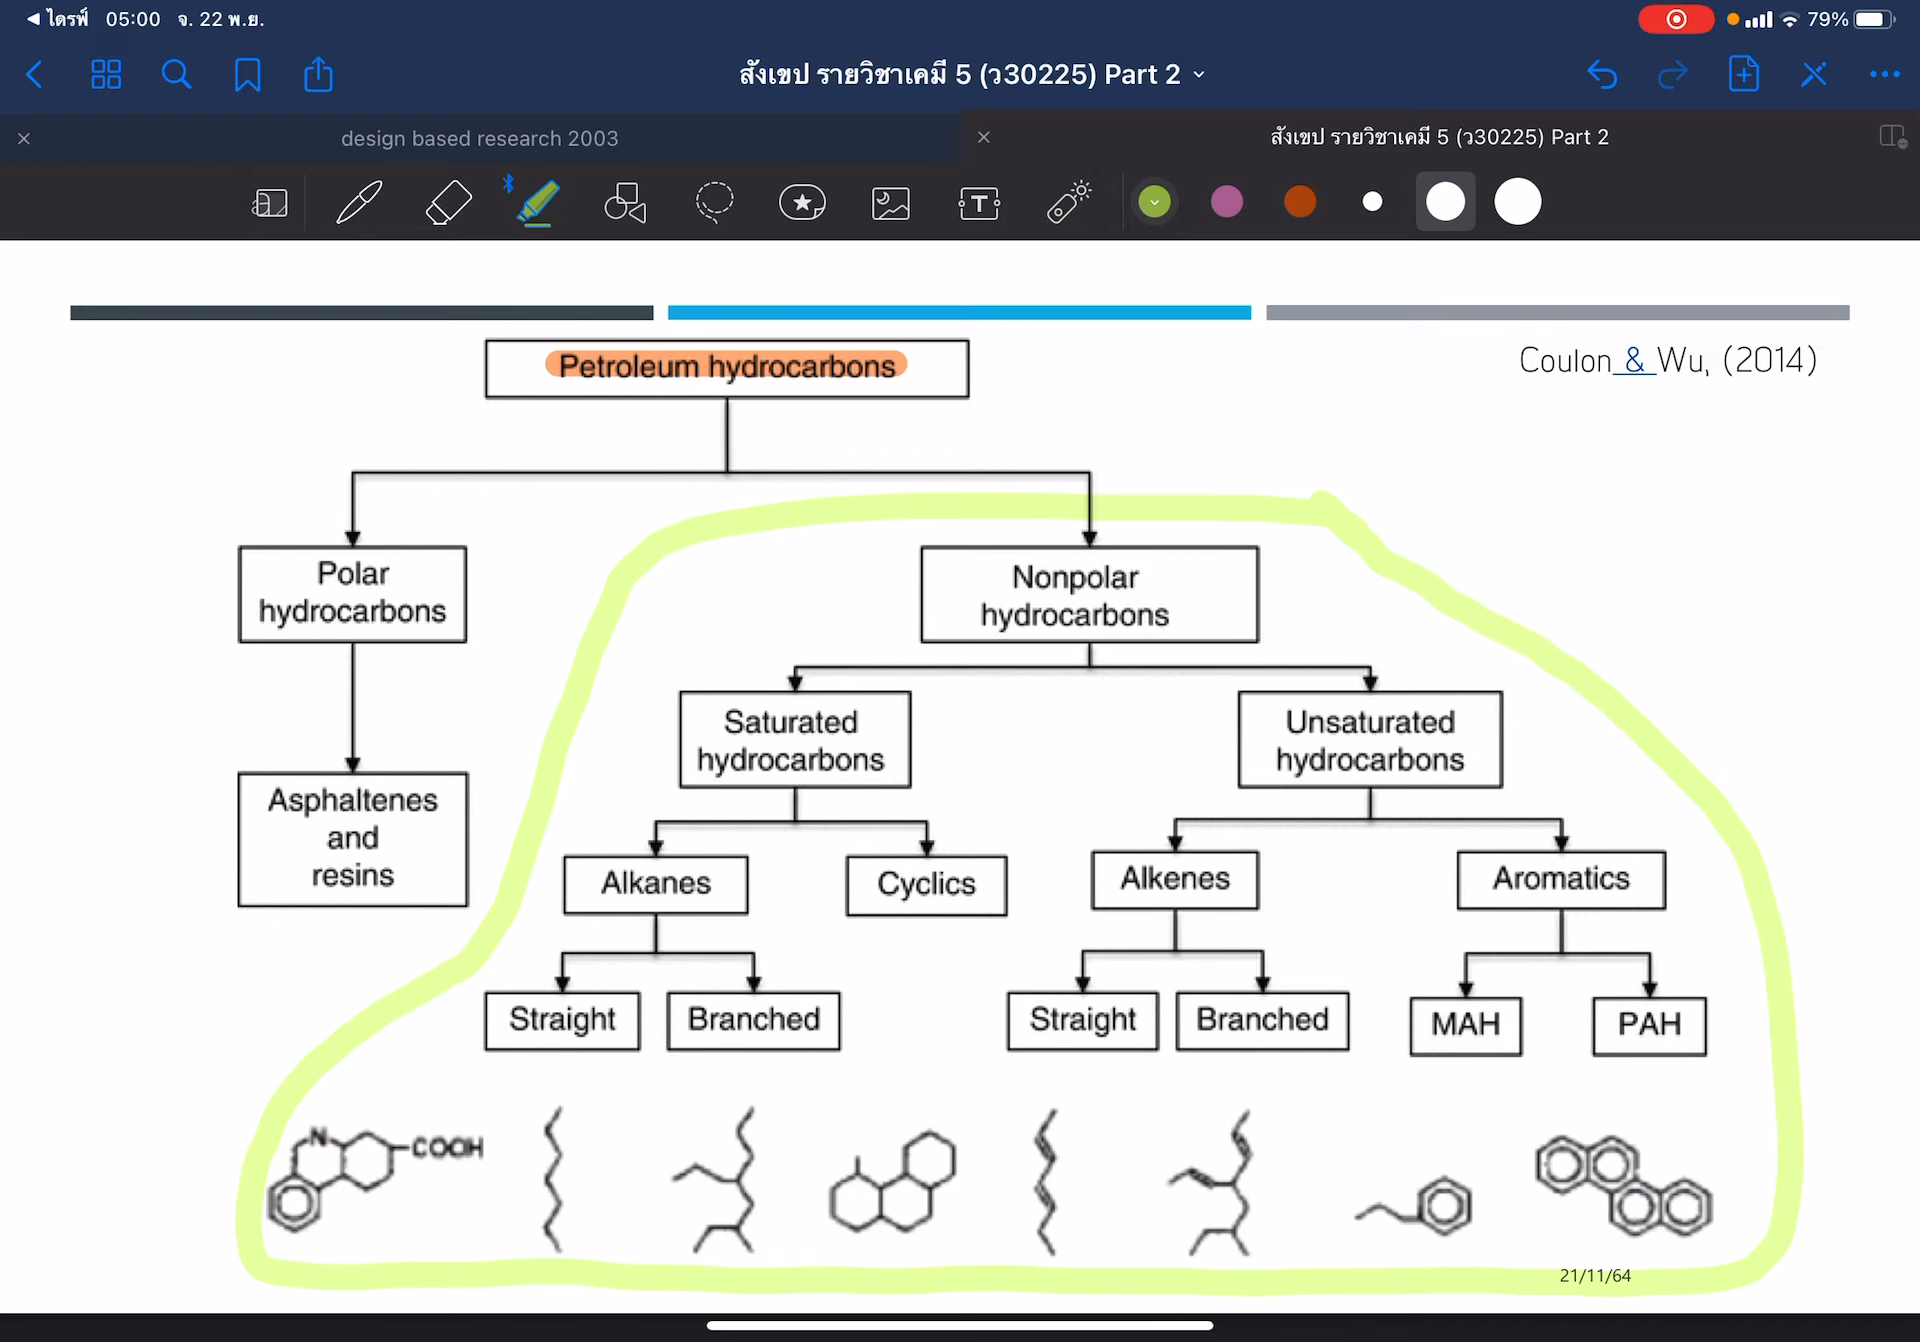 ◀ ไดรฟ์ 05:00 จ. 22 พ.ย.
79%
สังเขป รายวิชาเคมี 5 (ว30225) Part 2
design based research 2003
สังเขป รายวิชาเคมี 5 (ว30225) Part 2
Petroleum hydrocarbons
Coulon & Wu, (2014)
Polar
hydrocarbons
Nonpolar
hydrocarbons
Saturated
hydrocarbons
Unsaturated
hydrocarbons
Asphaltenes
and
resins
Alkanes
Cyclics
Alkenes
Aromatics
Straight
Branched
Straight
Branched
MAH
PAH
N
COOH
21/11/64